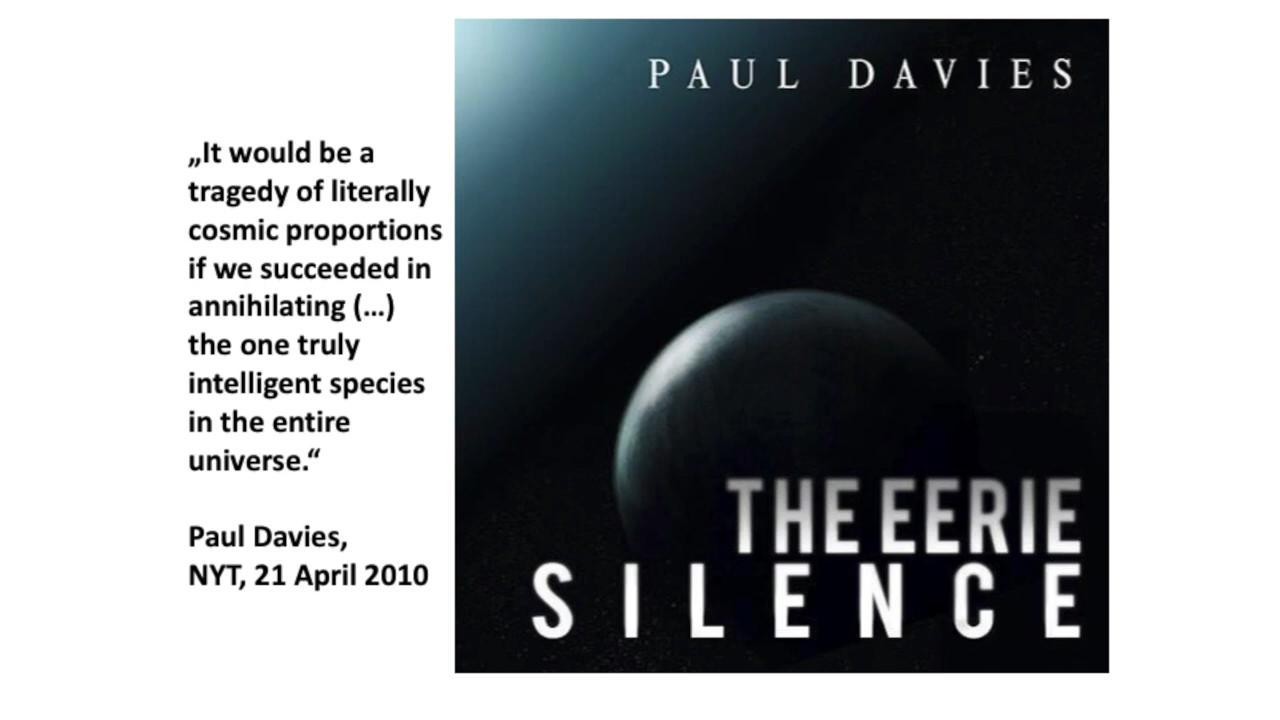 „It would be a
tragedy of literally
cosmic proportions
if we succeeded in
annihilating (…)
the one truly
intelligent species
in the entire
universe.“
Paul Davies,
NYT, 21 April 2010
PAUL DAVIES
THE EERIE
SILENCE